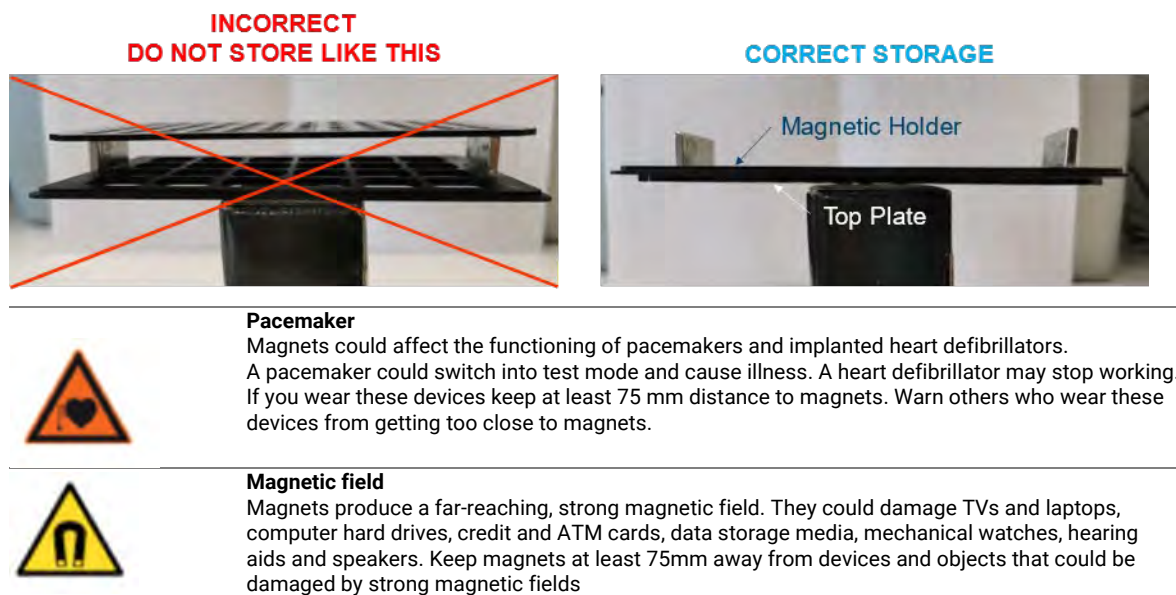 INCORRECT
DO NOT STORE LIKE THIS
CORRECT STORAGE
Magnetic Holder
Top Plate
Pacemaker
Magnets could affect the functioning of pacemakers and implanted heart defibrillators.
A pacemaker could switch into test mode and cause illness. A heart defibrillator may stop working.
If you wear these devices keep at least 75 mm distance to magnets. Warn others who wear these
devices from getting too close to magnets.
Magnetic field
Magnets produce a far-reaching, strong magnetic field. They could damage TVs and laptops,
computer hard drives, credit and ATM cards, data storage media, mechanical watches, hearing
aids and speakers. Keep magnets at least 75mm away from devices and objects that could be
damaged by strong magnetic fields